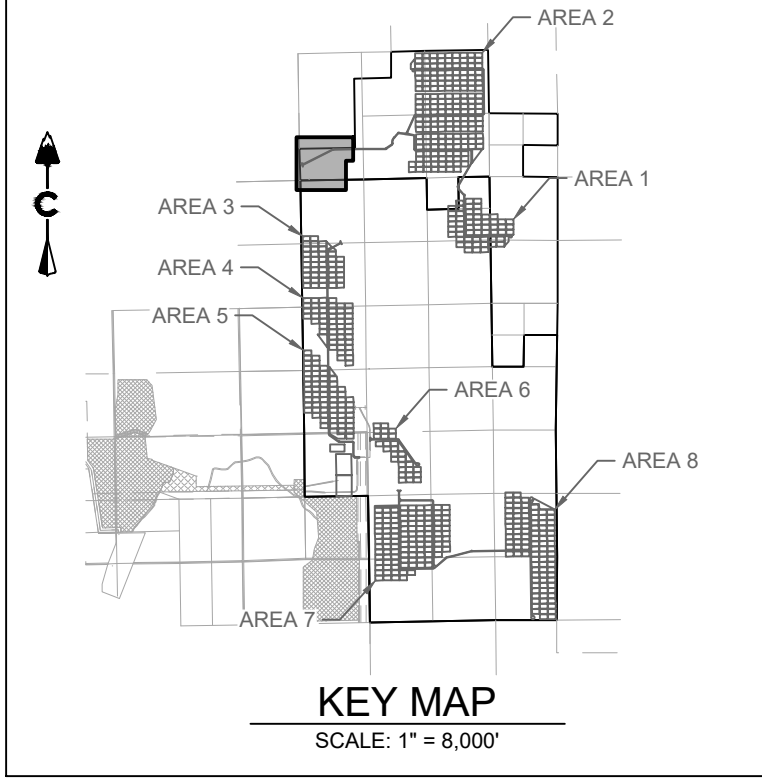 AREA 2
AREA 1
AREA 3
AREA 4
AREA 5
AREA 6
AREA 8
AREA 7
C
KEY MAP
SCALE: 1" = 8,000'